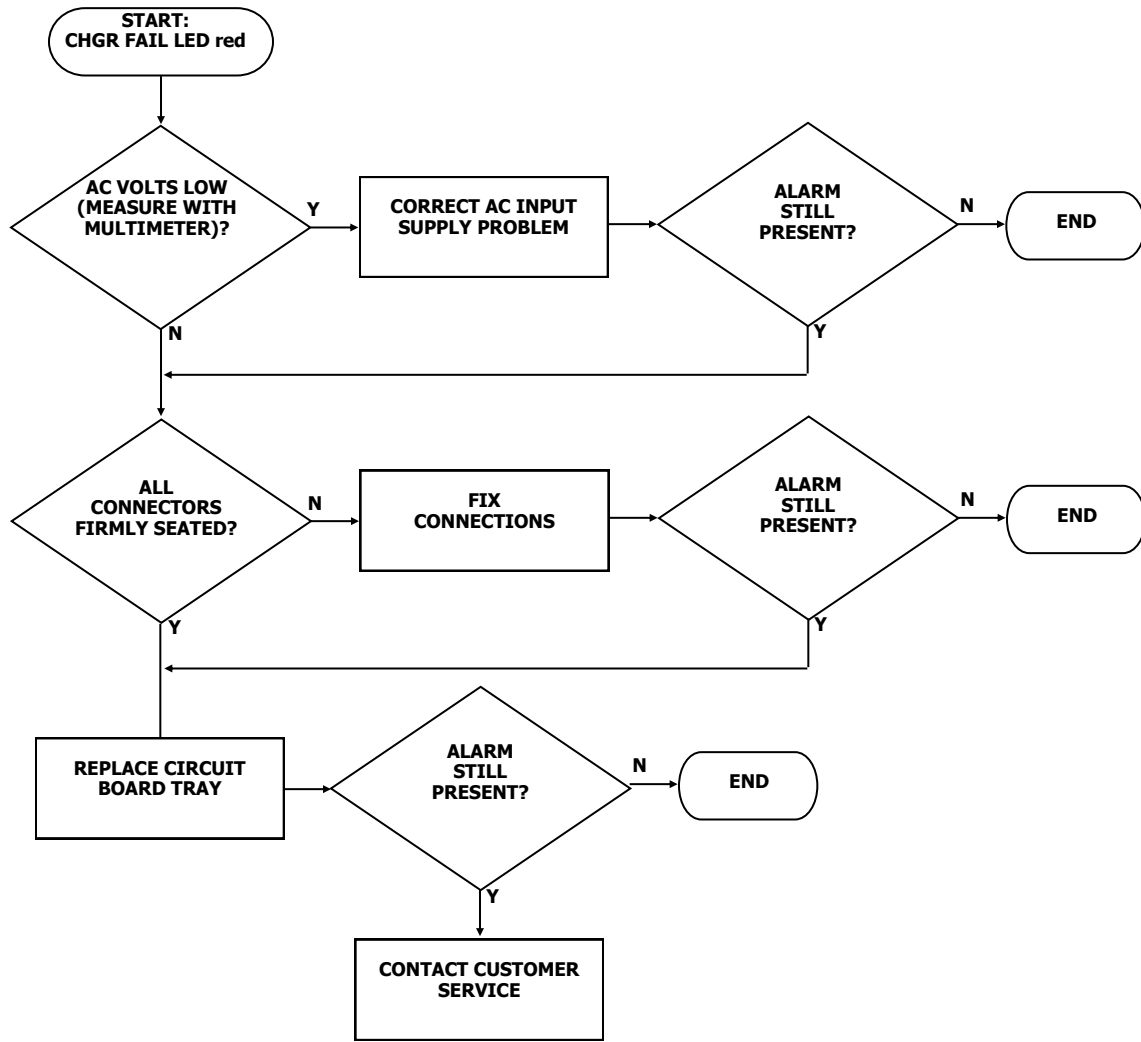 START:
CHGR FAIL LED red
AC VOLTS LOW
(MEASURE WITH
MULTIMETER)?
Y
CORRECT AC INPUT
SUPPLY PROBLEM
ALARM
STILL
PRESENT?
N
END
N
Y
ALL
CONNECTORS
FIRMLY SEATED?
N
FIX
CONNECTIONS
ALARM
STILL
PRESENT?
N
END
Y
Y
REPLACE CIRCUIT
BOARD TRAY
ALARM
STILL
PRESENT?
N
END
Y
CONTACT CUSTOMER
SERVICE